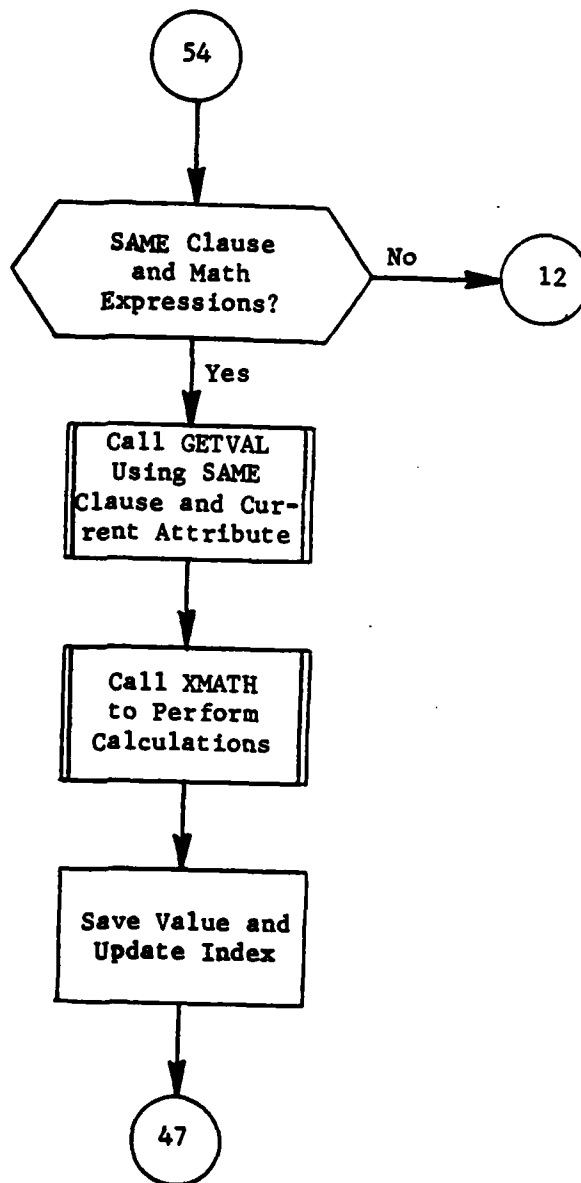 54
SAME Clause
and Math
Expressions?
No
12
Yes
Call GETVAL
Using SAME
Clause and Cur-
rent Attribute
Call XMATH
to Perform
Calculations
Save Value and
Update Index
47